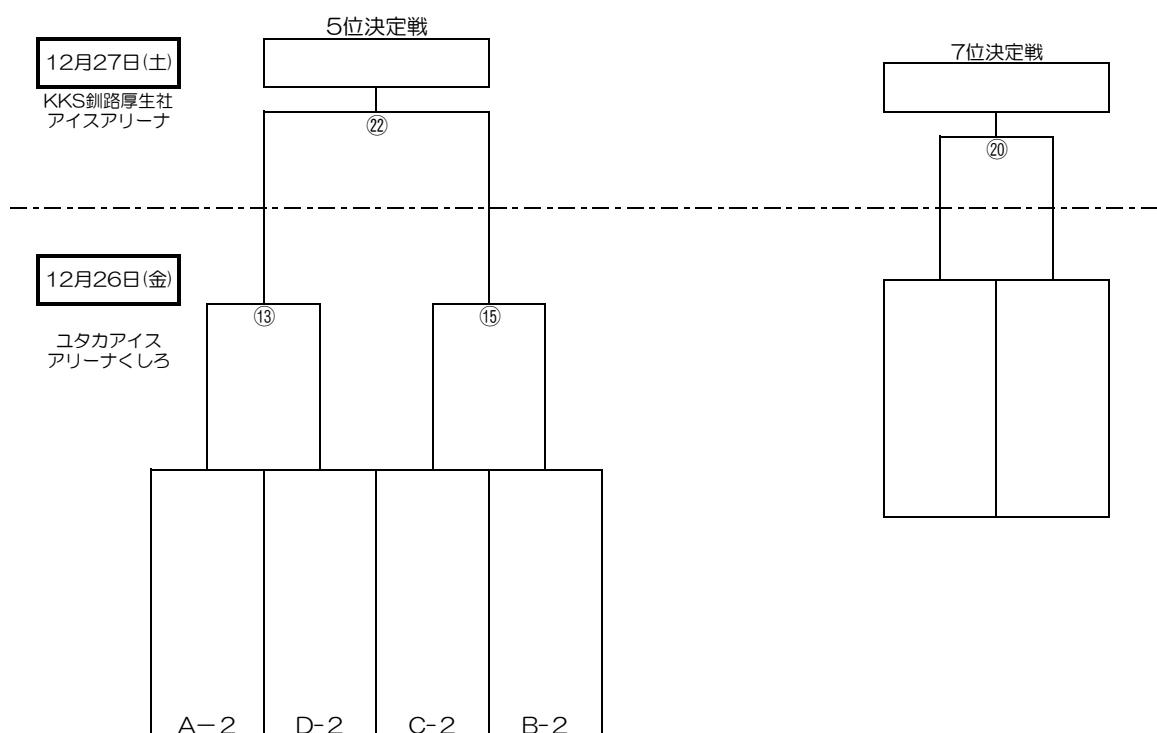 5位決定戦
12月27日(土)
7位決定戦
KKS釧路厚生社
アイスアリーナ
㉒
⑳
12月26日(金)
⑬
⑮
ユタカアイス
アリーナくしろ
A－2
D-2
C-2
B-2